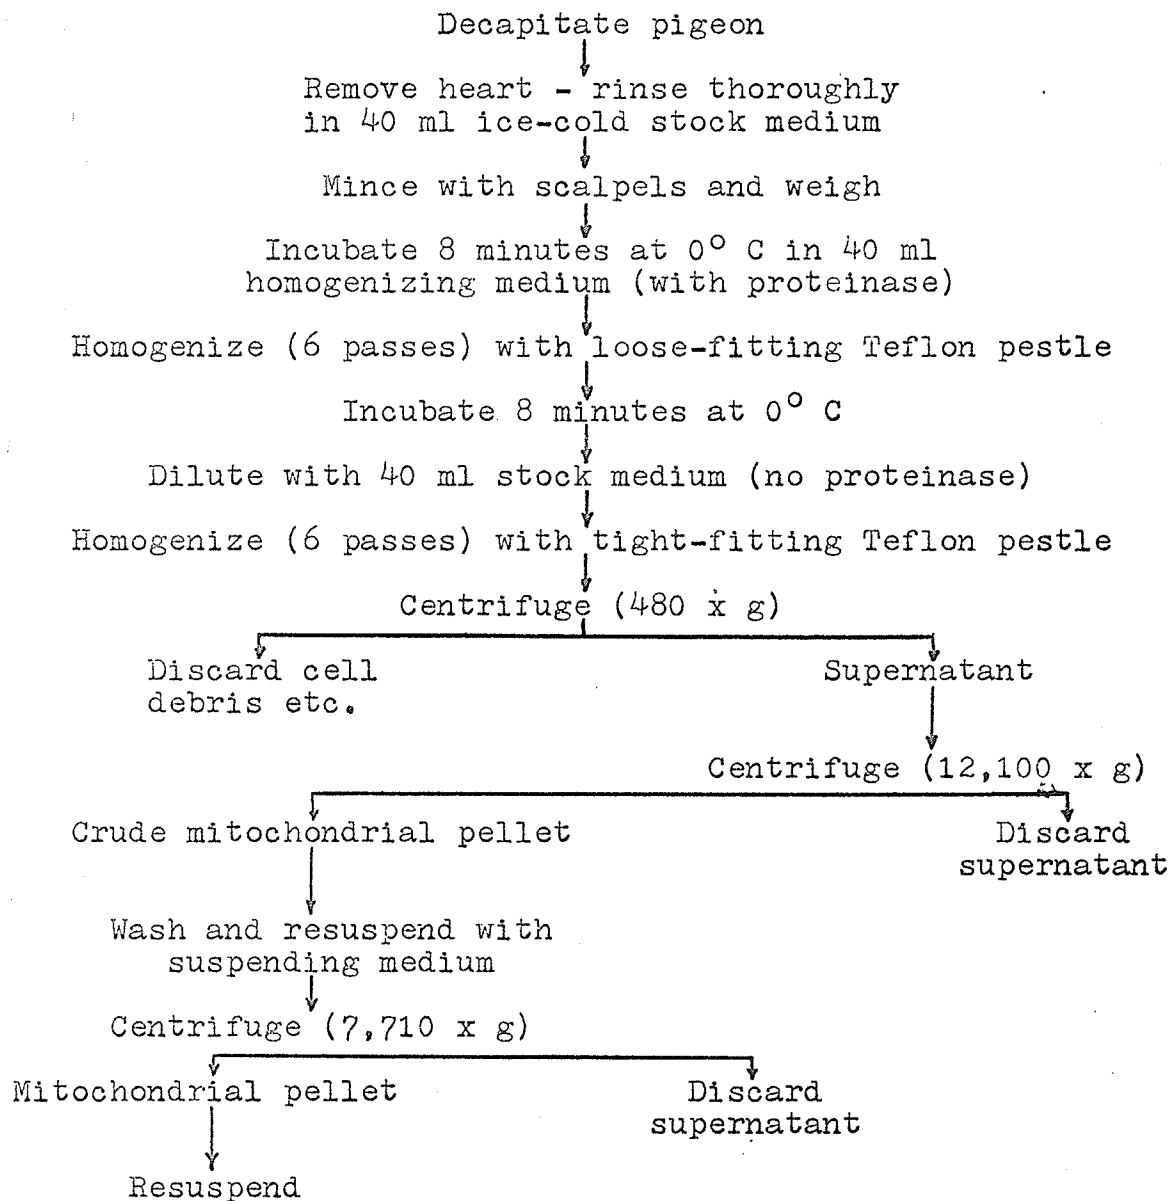 Decapitate pigeon
Remove heart - rinse thoroughly
in 40 ml ice-cold stock medium
Mince with scalpels and weigh
Incubate 8 minutes at 0° C in 40 ml
homogenizing medium (with proteinase)
Homogenize (6 passes) with loose-fitting Teflon pestle
Incubate 8 minutes at 0° C
Dilute with 40 ml stock medium (no proteinase)
Homogenize (6 passes) with tight-fitting Teflon pestle
Centrifuge (480 x g)
Discard cell
debris etc.
Supernatant
Centrifuge (12,100 x g)
Crude mitochondrial pellet
Discard
supernatant
Wash and resuspend with
suspending medium
Centrifuge (7,710 x g)
Mitochondrial pellet
Discard
supernatant
Resuspend